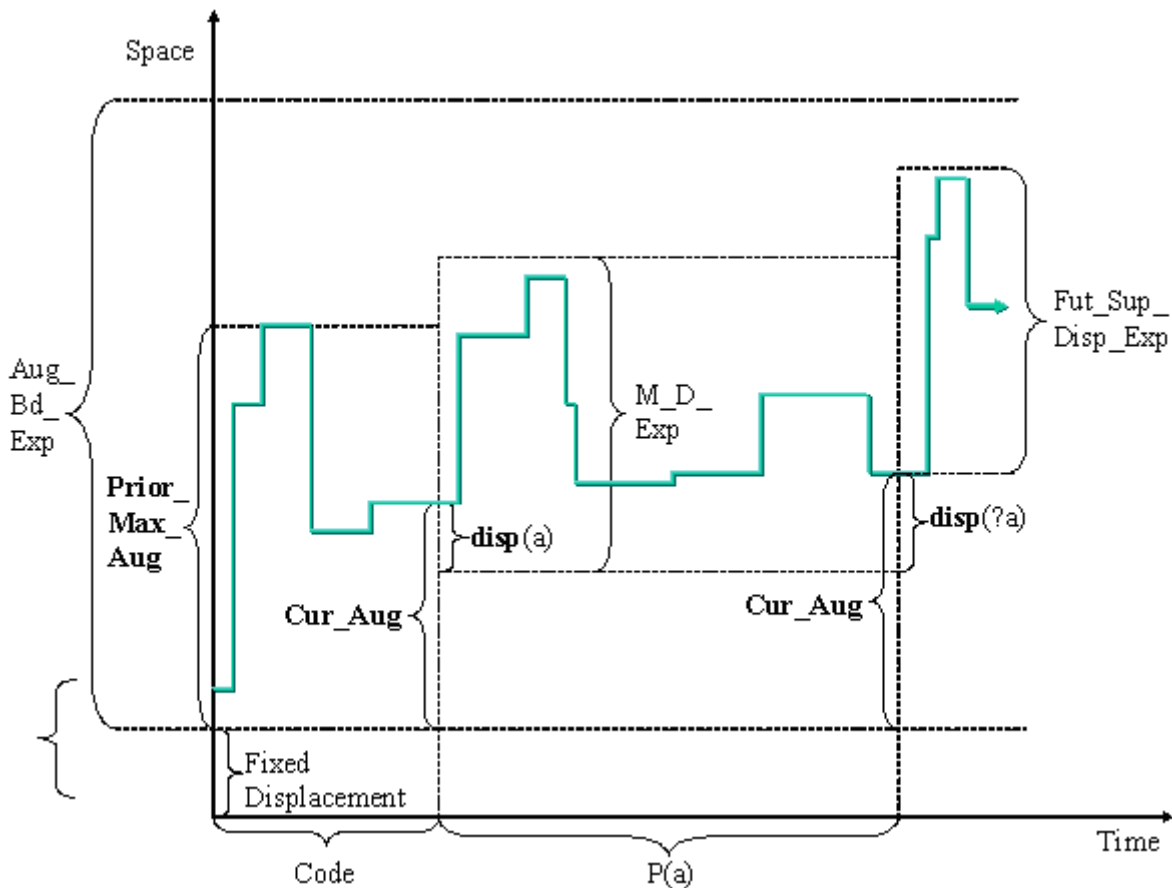 Space
Aug_
Bd_
Exp
Prior_
Max_
Aug
Cur_Aug
disp(a)
M_D_
Exp
Fut_Sup_
Disp_Exp
disp(?a)
Cur_Aug
Fixed
Displacement
Code
P(a)
Time